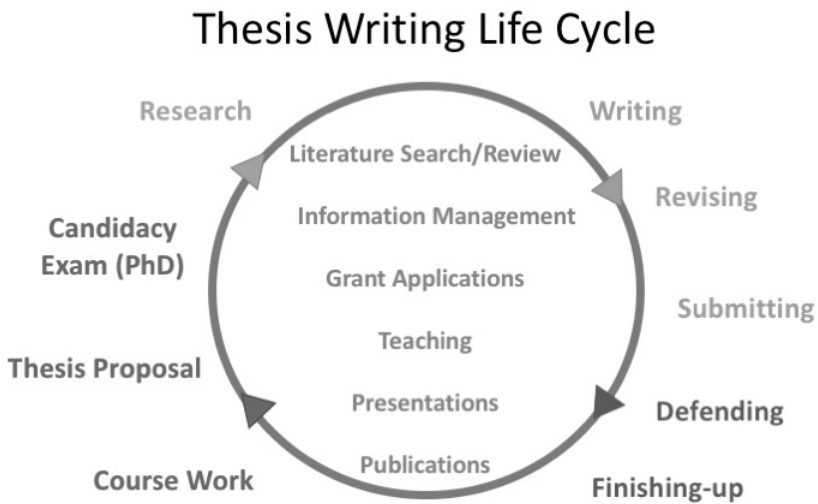 Thesis Writing Life Cycle
Research
Writing
Literature Search/Review
Revising
Information Management
Candidacy
Exam (PhD)
Grant Applications
Submitting
Teaching
Thesis Proposal
Presentations
Defending
Publications
Course Work
Finishing-up